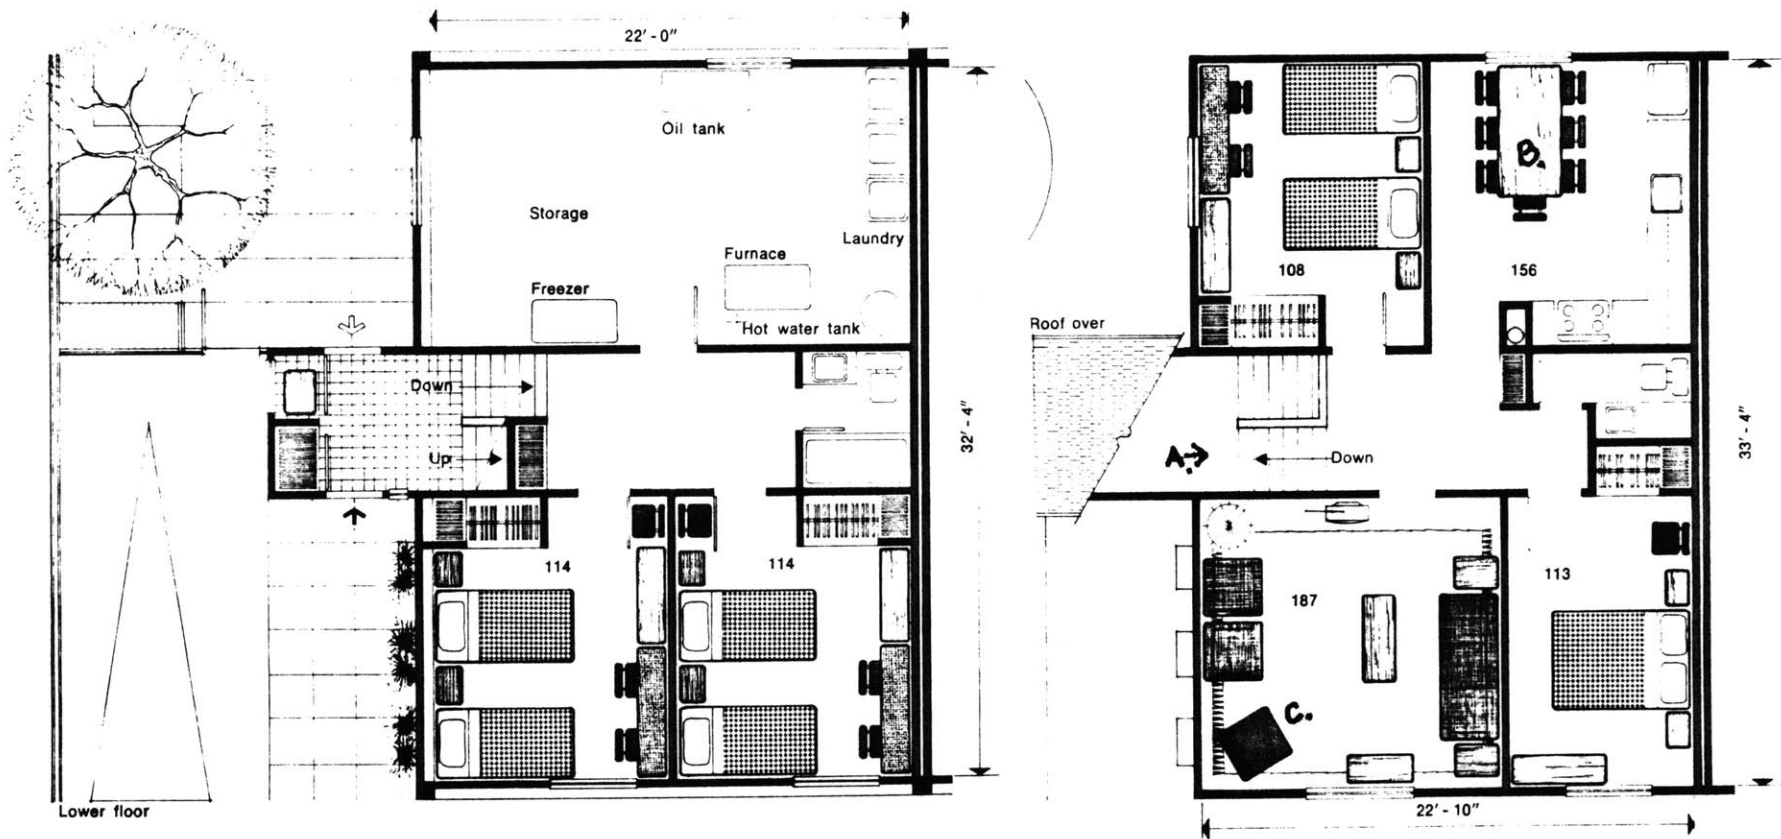 22'-0"
Oil tank
Storage
Laundry
Furnace
Freezer
Hot water tank
Down
Up
32'-4"
114
114
Lower floor
B.
108
156
Roof over
A.
Down
33'-4"
3
113
187
C.
22'-10"